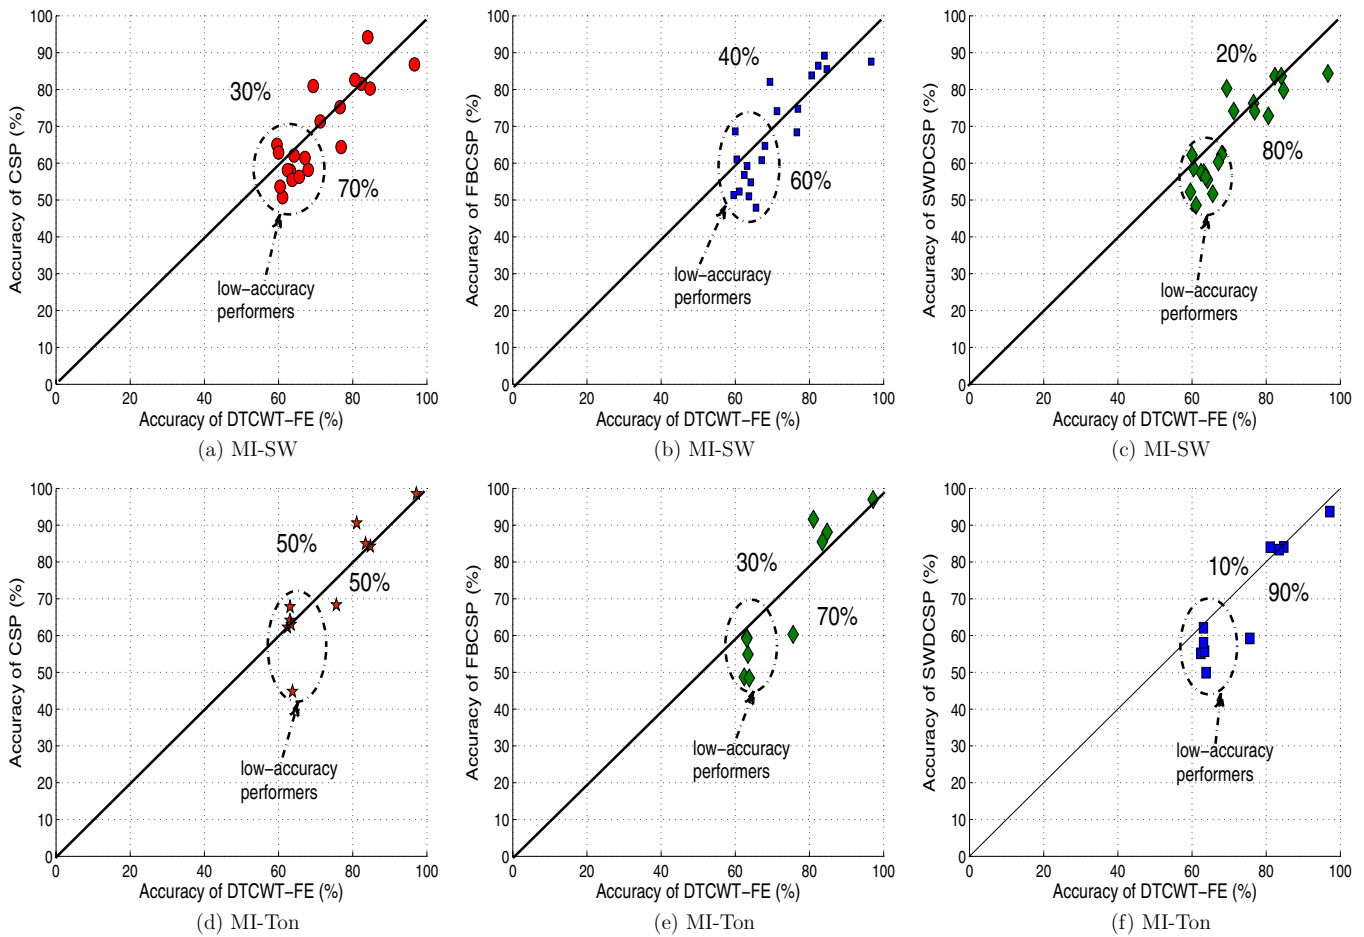 100
90
80
70
60
50
40
30
20
10
0
0 20 40 60 80 100
Accuracy of CSP (%)
Accuracy of DTCWT−FE (%)
30%
70%
low−accuracy
performers
(a) MI-SW
100
90
80
70
60
50
40
30
20
10
0
0 20 40 60 80 100
Accuracy of FBCSP (%)
Accuracy of DTCWT−FE (%)
40%
60%
low−accuracy
performers
(b) MI-SW
100
90
80
70
60
50
40
30
20
10
0
0 20 40 60 80 100
Accuracy of SWDCSP (%)
Accuracy of DTCWT−FE (%)
20%
80%
low−accuracy
performers
(c) MI-SW
100
90
80
70
60
50
40
30
20
10
0
0 20 40 60 80 100
Accuracy of CSP (%)
Accuracy of DTCWT−FE (%)
50%
50%
low−accuracy
performers
(d) MI-Ton
100
90
80
70
60
50
40
30
20
10
0
0 20 40 60 80 100
Accuracy of FBCSP (%)
Accuracy of DTCWT−FE (%)
30%
70%
low−accuracy
performers
(e) MI-Ton
100
90
80
70
60
50
40
30
20
10
0
0 20 40 60 80 100
Accuracy of SWDCSP (%)
Accuracy of DTCWT−FE (%)
10%
90%
low−accuracy
performers
(f) MI-Ton